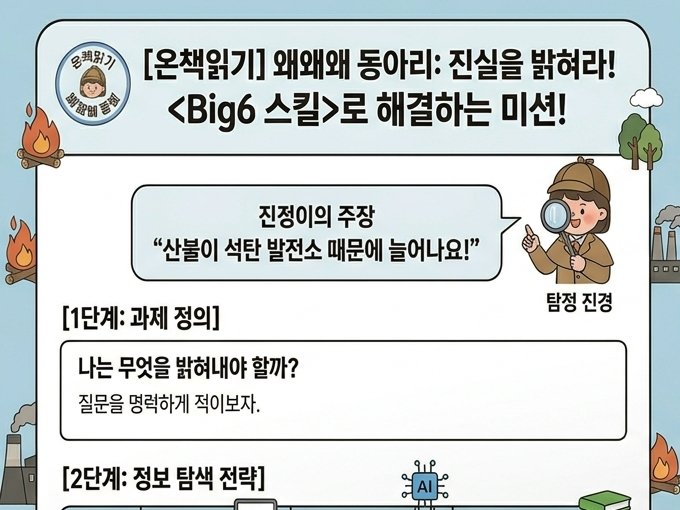 온책읽기
[온책읽기] 왜왜왜 동아리: 진실을 밝혀라!
<Big6 스킬>로 해결하는 미션!
진정이의 주장
“산불이 석탄 발전소 때문에 늘어나요!”
탐정 진경
[1단계: 과제 정의]
나는 무엇을 밝혀내야 할까?
질문을 명럭하게 적이보자.
[2단계: 정보 탐색 전략]
AI